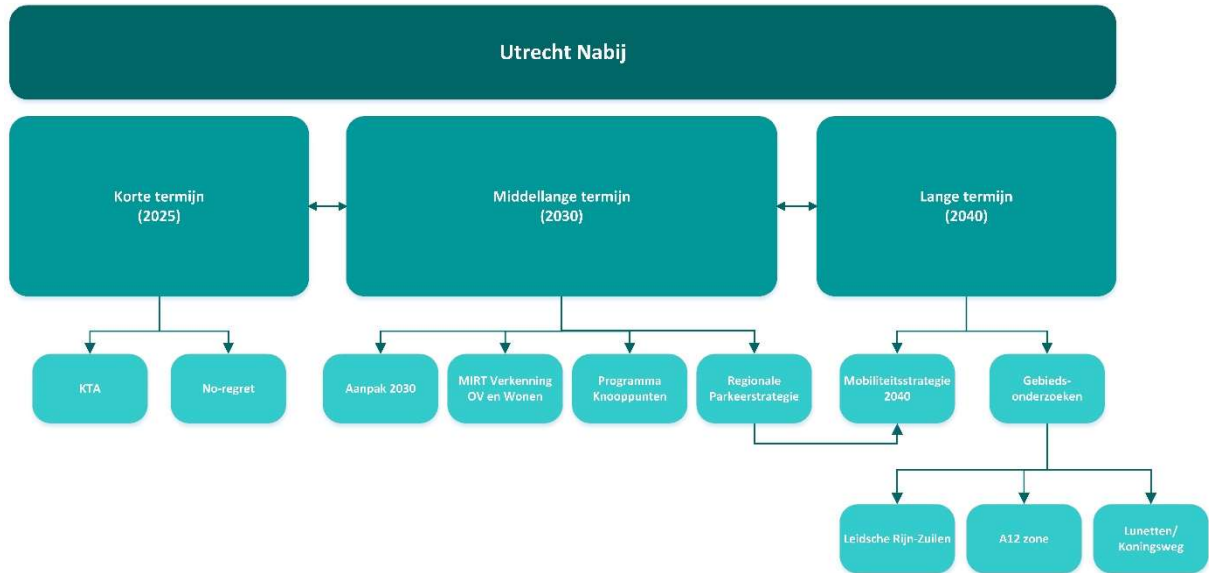 Utrecht Nabij
Korte termijn
(2025)
Middellange termijn
(2030)
Lange termijn
(2040)
KTA
No-regret
Aanpak 2030
MIRT Verkenning
OV en Wonen
Programma
Knooppunten
Regionale
Parkeerstrategie
Mobiliteitsstrategie
2040
Gebieds-
onderzoeken
Leidsche Rijn-Zuilen
A12 zone
Lunetten/
Koningsweg